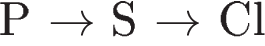 P → S → Cl